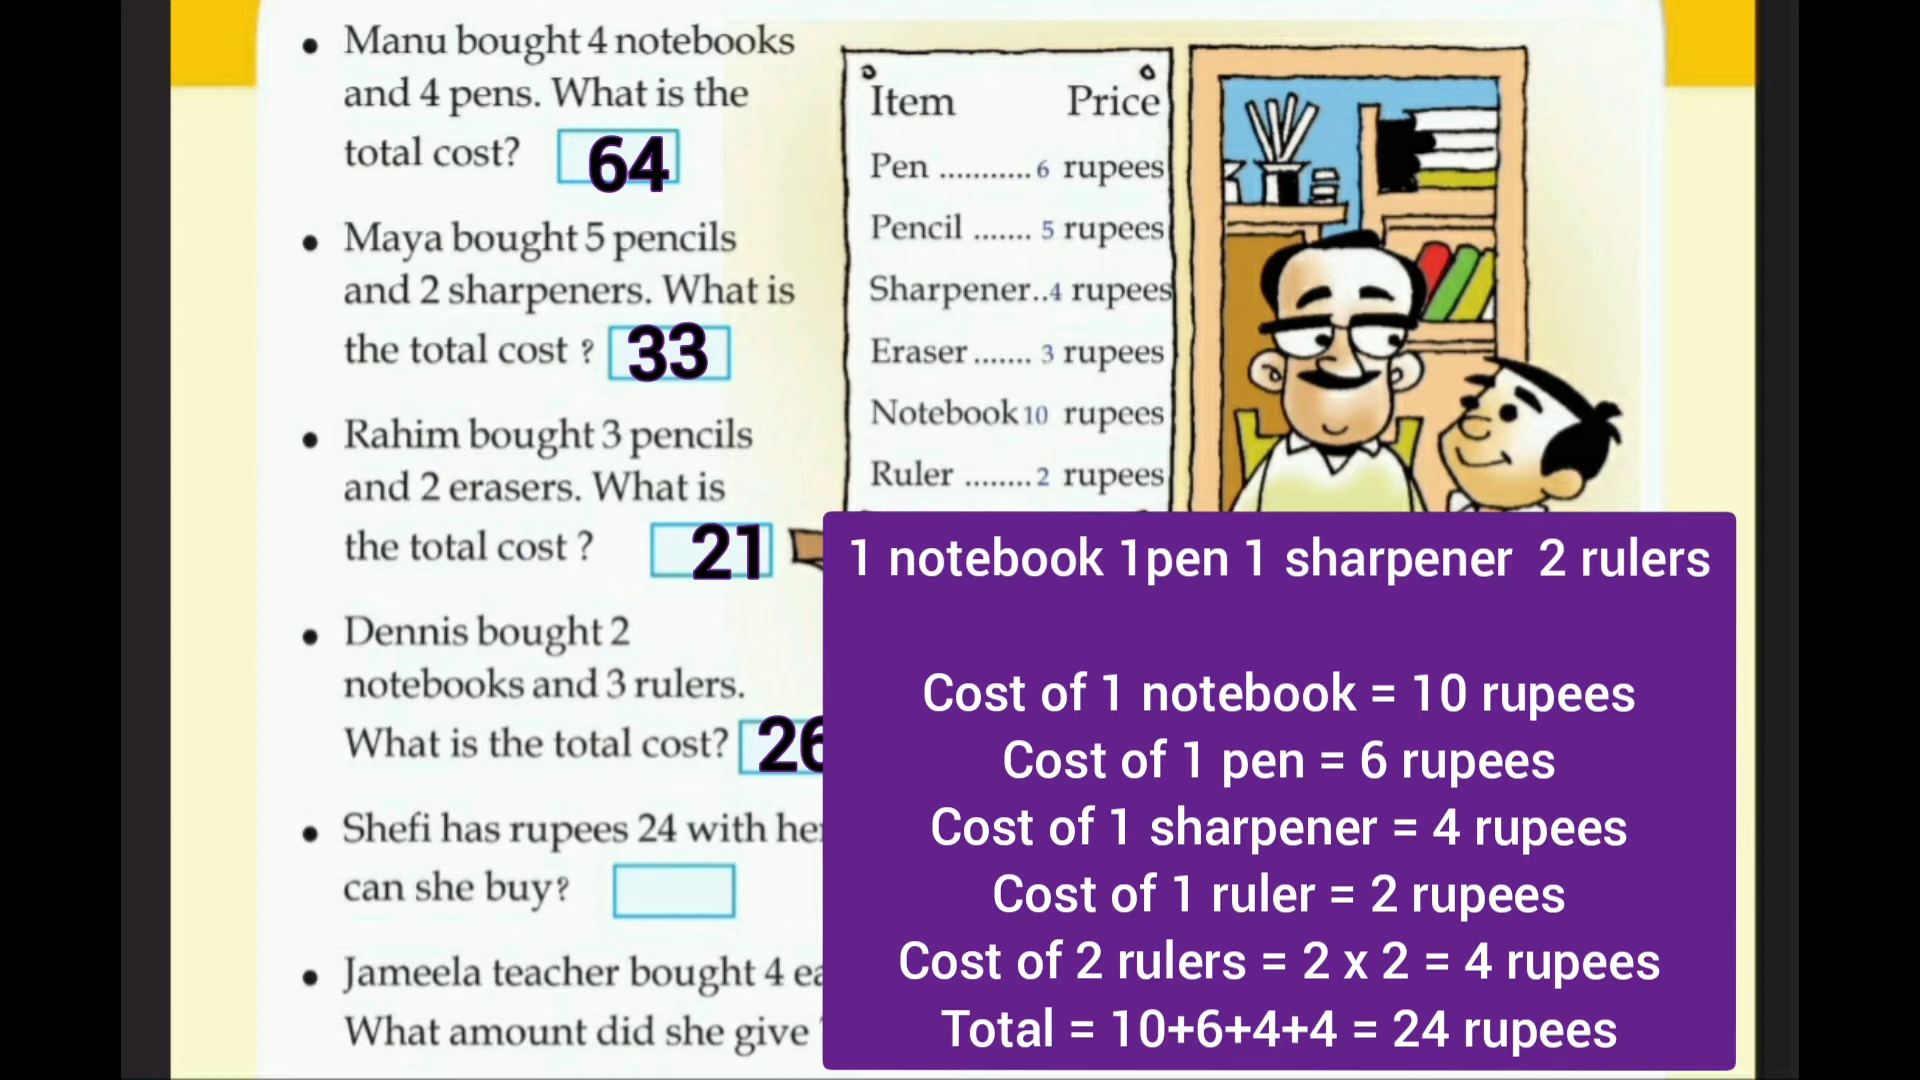 • Manu bought 4 notebooks
and 4 pens. What is the
total cost? 64
• Maya bought 5 pencils
and 2 sharpeners. What is
the total cost ? 33
• Rahim bought 3 pencils
and 2 erasers. What is
the total cost ? 21
• Dennis bought 2
notebooks and 3 rulers.
What is the total cost? 26
• Shefi has rupees 24 with
can she buy?
• Jameela teacher bought 4
What amount did she give
Item Price
Pen ........... 6 rupees
Pencil ....... 5 rupees
Sharpener..4 rupees
Eraser ....... 3 rupees
Notebook 10 rupees
Ruler ........ 2 rupees
1 notebook 1pen 1 sharpener 2 rulers
Cost of 1 notebook = 10 rupees
Cost of 1 pen = 6 rupees
Cost of 1 sharpener = 4 rupees
Cost of 1 ruler = 2 rupees
Cost of 2 rulers = 2 x 2 = 4 rupees
Total = 10+6+4+4 = 24 rupees